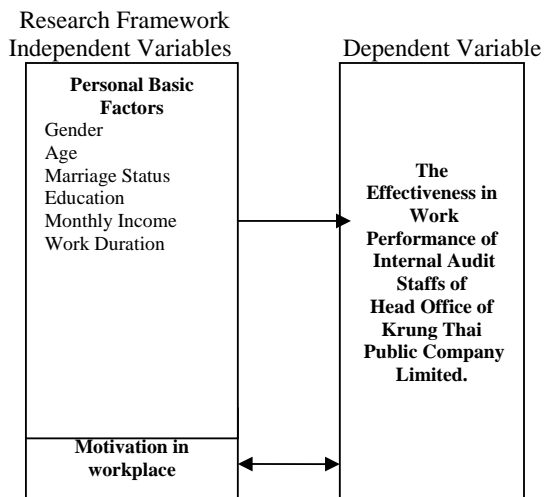 Research Framework
Independent Variables
Dependent Variable
Personal Basic
Factors
Gender
Age
Marriage Status
Education
Monthly Income
Work Duration
Motivation in
workplace
The
Effectiveness in
Work
Performance of
Internal Audit
Staffs of
Head Office of
Krung Thai
Public Company
Limited.